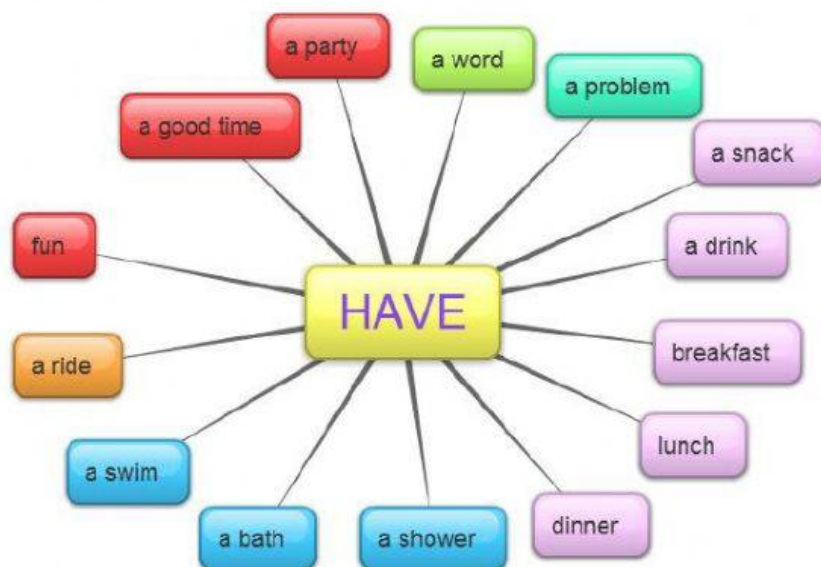 a party
a word
a problem
a good time
a snack
fun
a drink
HAVE
a ride
breakfast
lunch
a swim
dinner
a bath
a shower